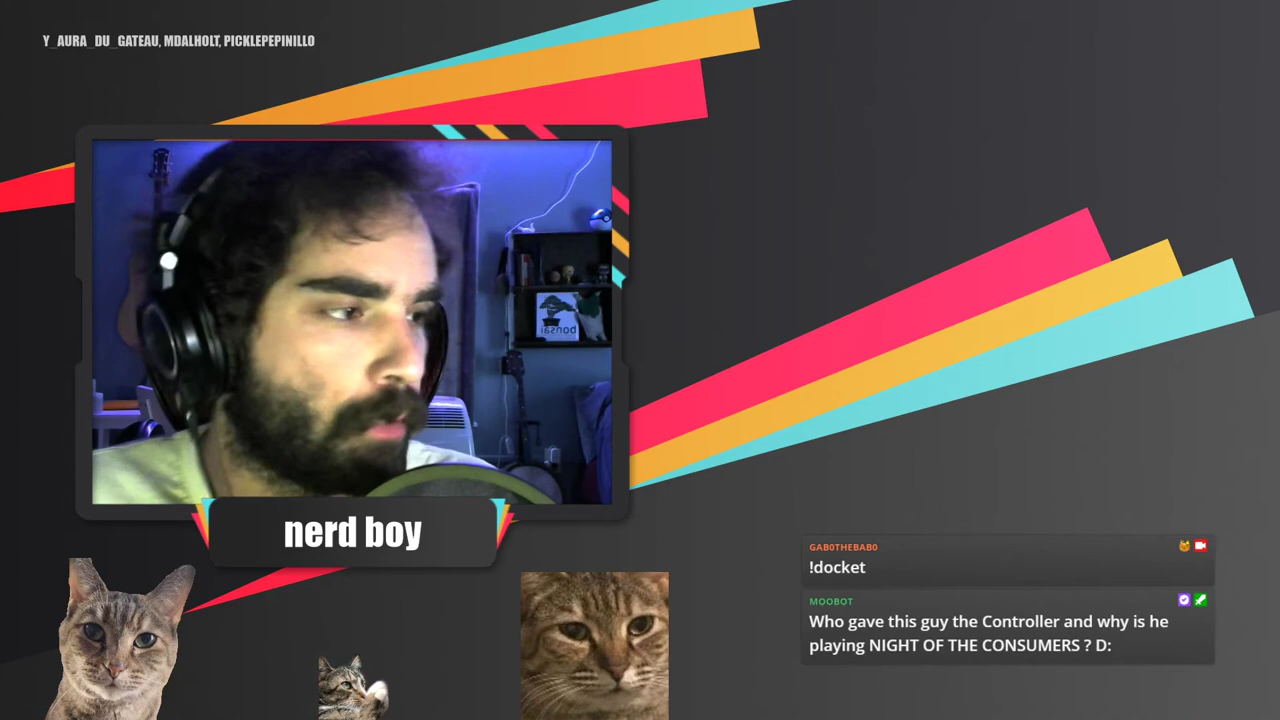 Y_AURA_DU_GATEAU, MDALHOLT, PICKLEPEPINILLO
bonsai
nerd boy
GAB0THEBAB0
!docket
MOOBOT
Who gave this guy the Controller and why is he
playing NIGHT OF THE CONSUMERS ? D: